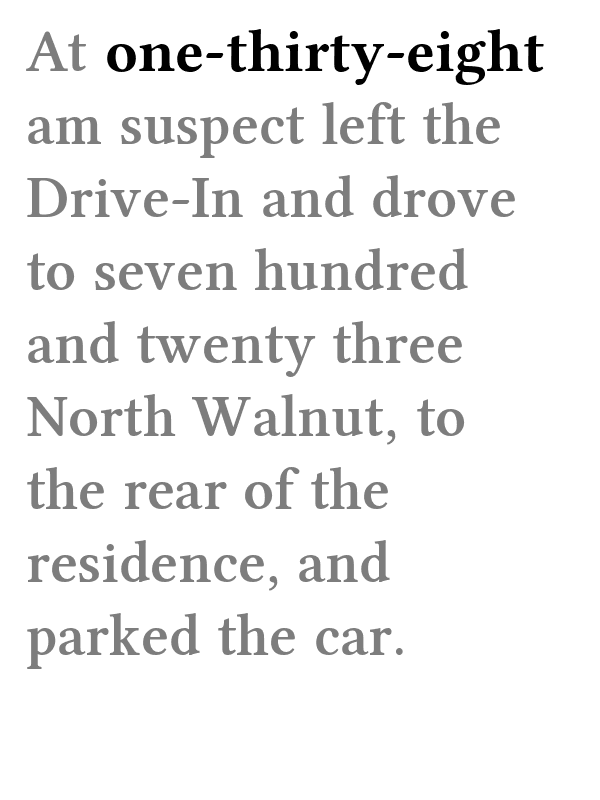 At one-thirty-eight
am suspect left the
Drive-In and drove
to seven hundred
and twenty three
North Walnut, to
the rear of the
residence, and
parked the car.